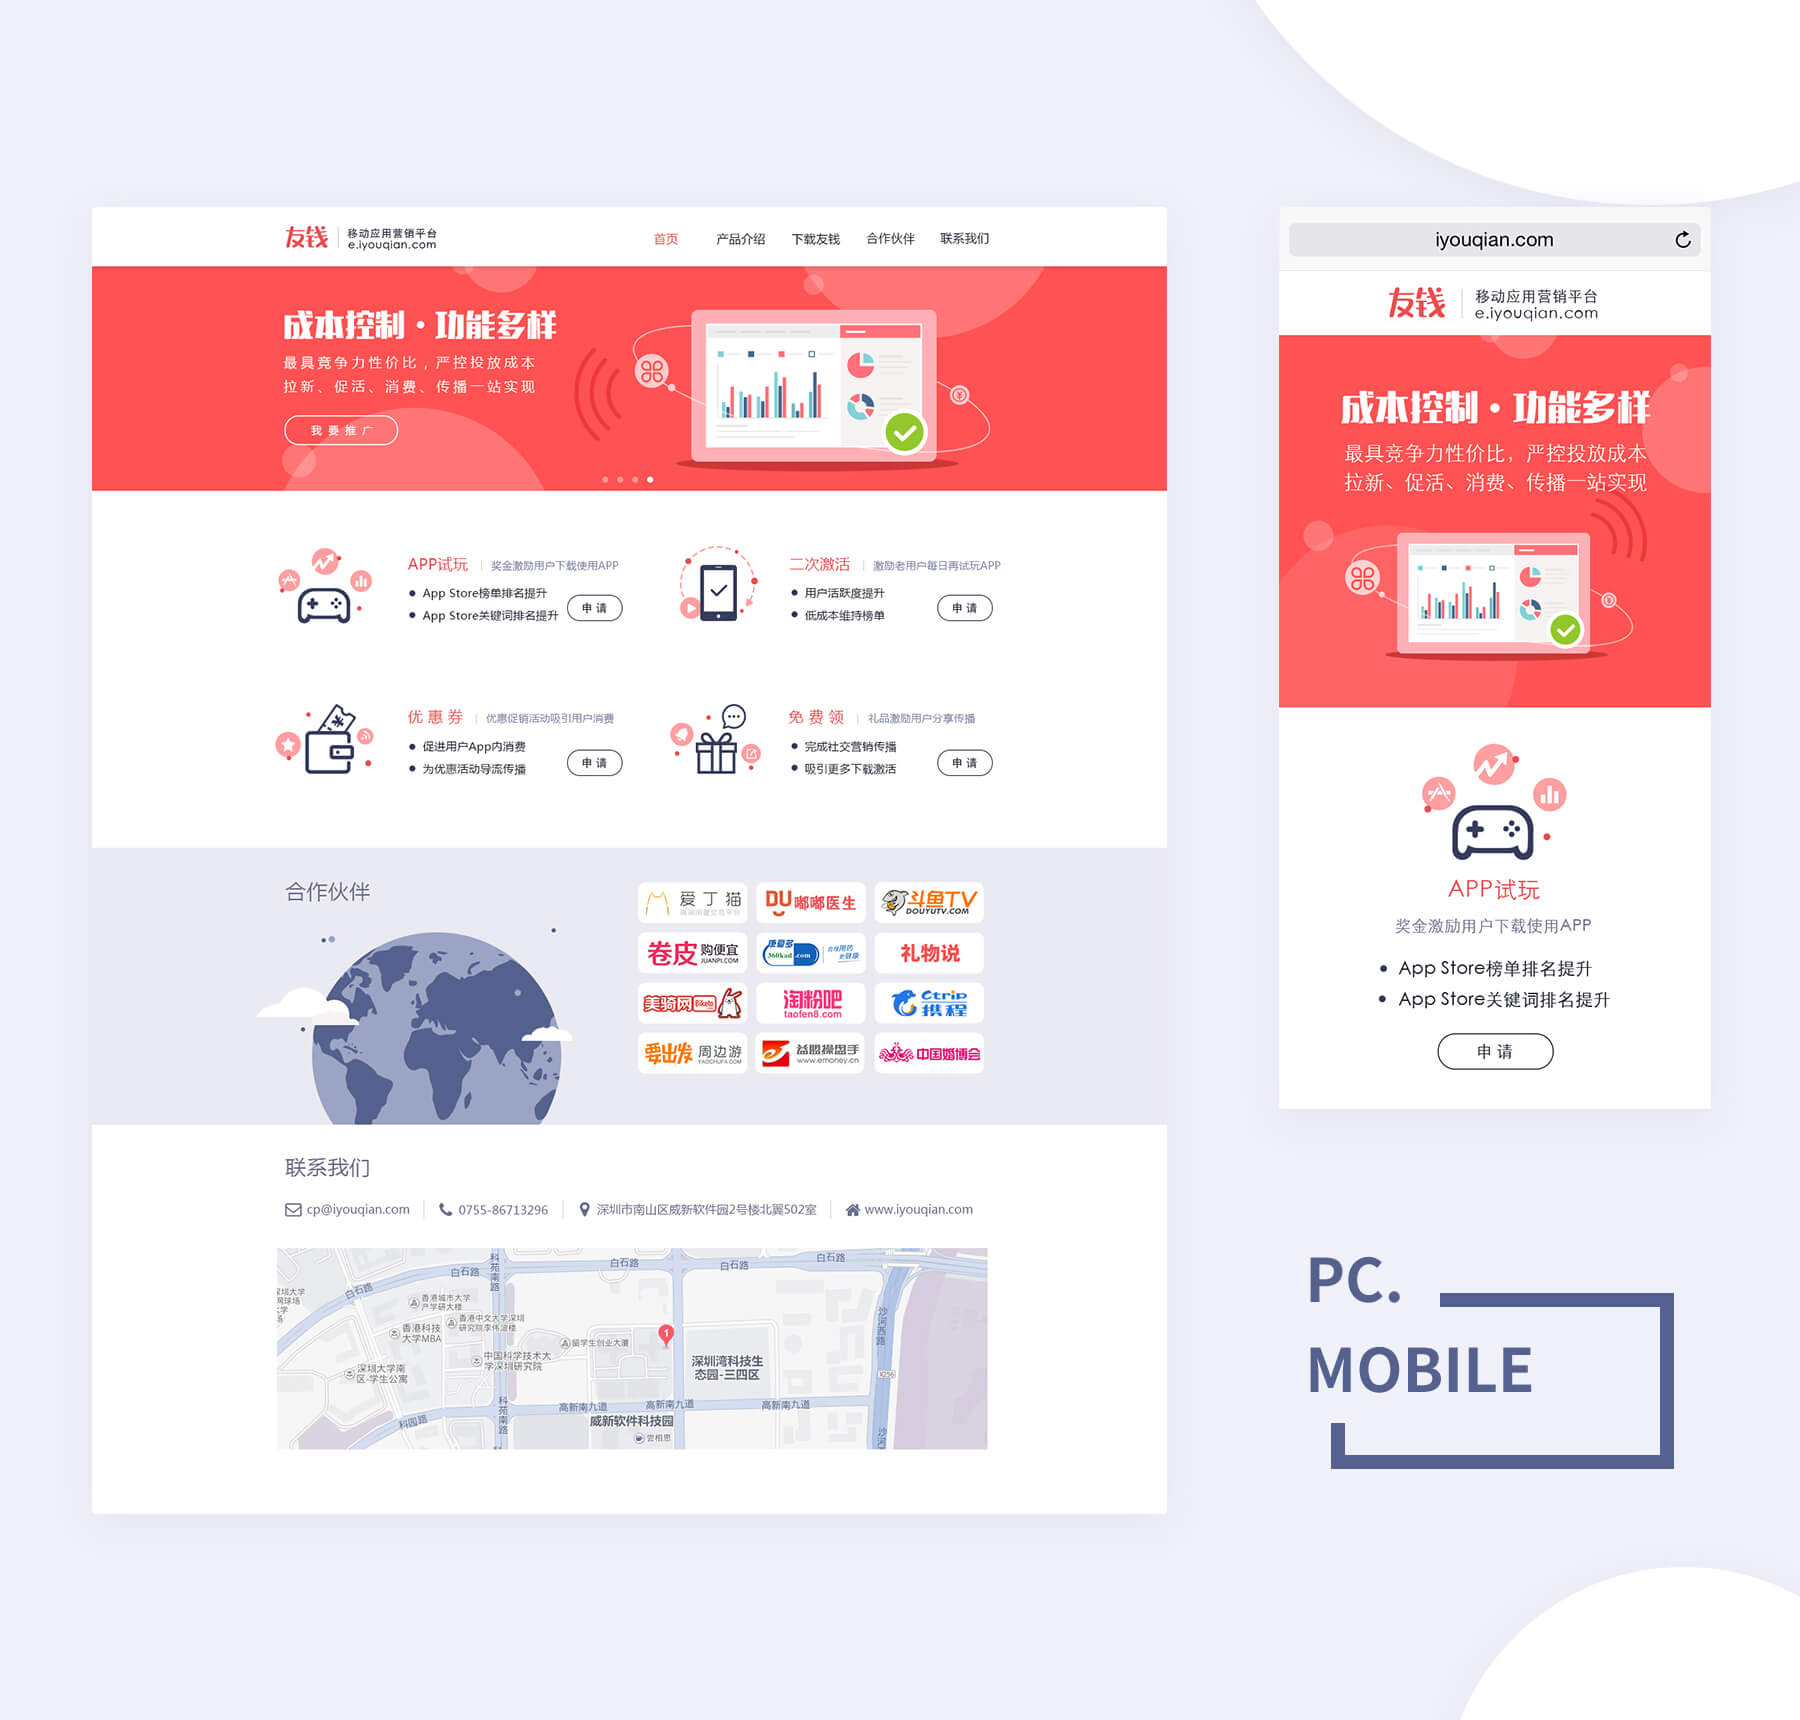 友钱
移动应用营销平台
e.iyouqian.com
首页
产品介绍
下载友钱
合作伙伴
联系我们
成本控制·功能多样
最具竞争力性价比，严控投放成本
拉新、促活、消费、传播一站实现
我要推广
APP试玩
奖金激励用户下载使用APP
App Store榜单排名提升
App Store关键词排名提升
申请
二次激活
激励老用户每日再试玩APP
用户活跃度提升
低成本维持榜单
申请
优惠券
优惠促销活动吸引用户消费
促进用户App内消费
为优惠活动导流传播
申请
免费领
礼品激励用户分享传播
完成社交营销传播
吸引更多下载激活
申请
合作伙伴
爱丁猫
DU嘟嘟医生
斗鱼TV
DOUYUTV.COM
卷皮购便宜
JUANPI.COM
康爱多
360kad.com
礼物说
美骑网
Biketo
淘粉吧
taofen8.com
Ctrip
携程
要出发周边游
YAOCHUFA.COM
益盟操盘手
www.emoney.cn
中国婚博会
联系我们
cp@iyouqian.com
0755-86713296
深圳市南山区威新软件园2号楼北翼502室
www.iyouqian.com
白石路
白石路
白石路
白石路
白石路
科苑南路
香港城市大学
产学研大楼
香港中文大学深圳
研究院李伟波楼
香港科技
大学MBA
留学生创业大厦
中国科学技术大
学深圳研究院
深圳大学南
区-学生公寓
1
深圳湾科技生
态园-三四区
沙河西路
X256
科苑南路
科园路
高新南九道
高新南九道
高新南九道
威新软件科技园
尝相思
iyouqian.com
友钱
移动应用营销平台
e.iyouqian.com
成本控制·功能多样
最具竞争力性价比，严控投放成本
拉新、促活、消费、传播一站实现
APP试玩
奖金激励用户下载使用APP
App Store榜单排名提升
App Store关键词排名提升
申请
PC.
MOBILE